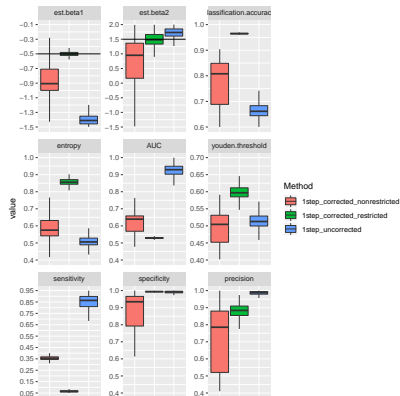 est.beta1 est.beta2 lassification.accurac
−0.1 2.0 1.0
−0.3 1.5
−0.5 1.0 0.9
−0.7 0.5 0.8
−0.9 0.0
−1.1 −0.5 0.7
−1.3 −1.0
−1.5 −1.5 0.6
entropy AUC youden.threshold
1.0 1.0 0.70
0.9 0.9 0.65
0.8 0.8 0.60
0.7 0.7 0.55
0.6 0.6 0.50
0.5 0.5 0.45
0.4 0.4 0.40
sensitivity specificity precision
0.95 1.0 1.0
0.85 0.9 0.9
0.75
0.65 0.8 0.8
0.55 0.7 0.7
0.45
0.35 0.6 0.6
0.25 0.5 0.5
0.15
0.05 0.4 0.4
value
Method
1step_corrected_nonrestricted
1step_corrected_restricted
1step_uncorrected